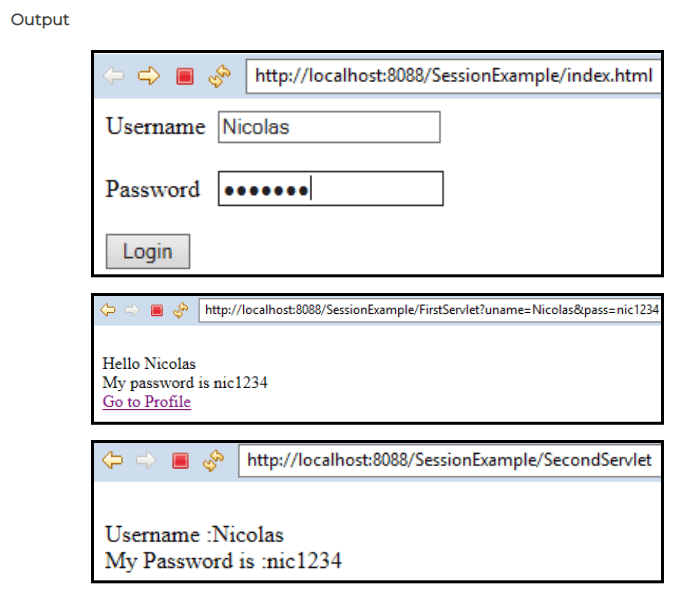 Output
http://localhost:8088/SessionExample/index.html
Username Nicolas
Password •••••••
Login
http://localhost:8088/SessionExample/FirstServlet?uname=Nicolas&pass=nic1234
Hello Nicolas
My password is nic1234
Go to Profile
http://localhost:8088/SessionExample/SecondServlet
Username :Nicolas
My Password is :nic1234